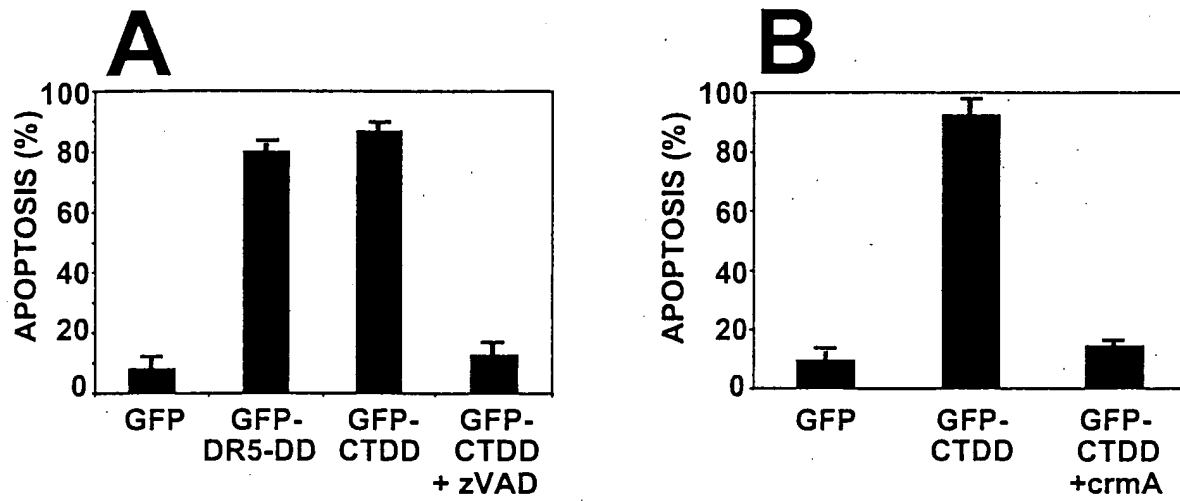 A
APOPTOSIS (%)
100
80
60
40
20
0
GFP
GFP-
DR5-DD
GFP-
CTDD
GFP-
CTDD
+ zVAD
B
APOPTOSIS (%)
100
80
60
40
20
0
GFP
GFP-
CTDD
GFP-
CTDD
+crmA